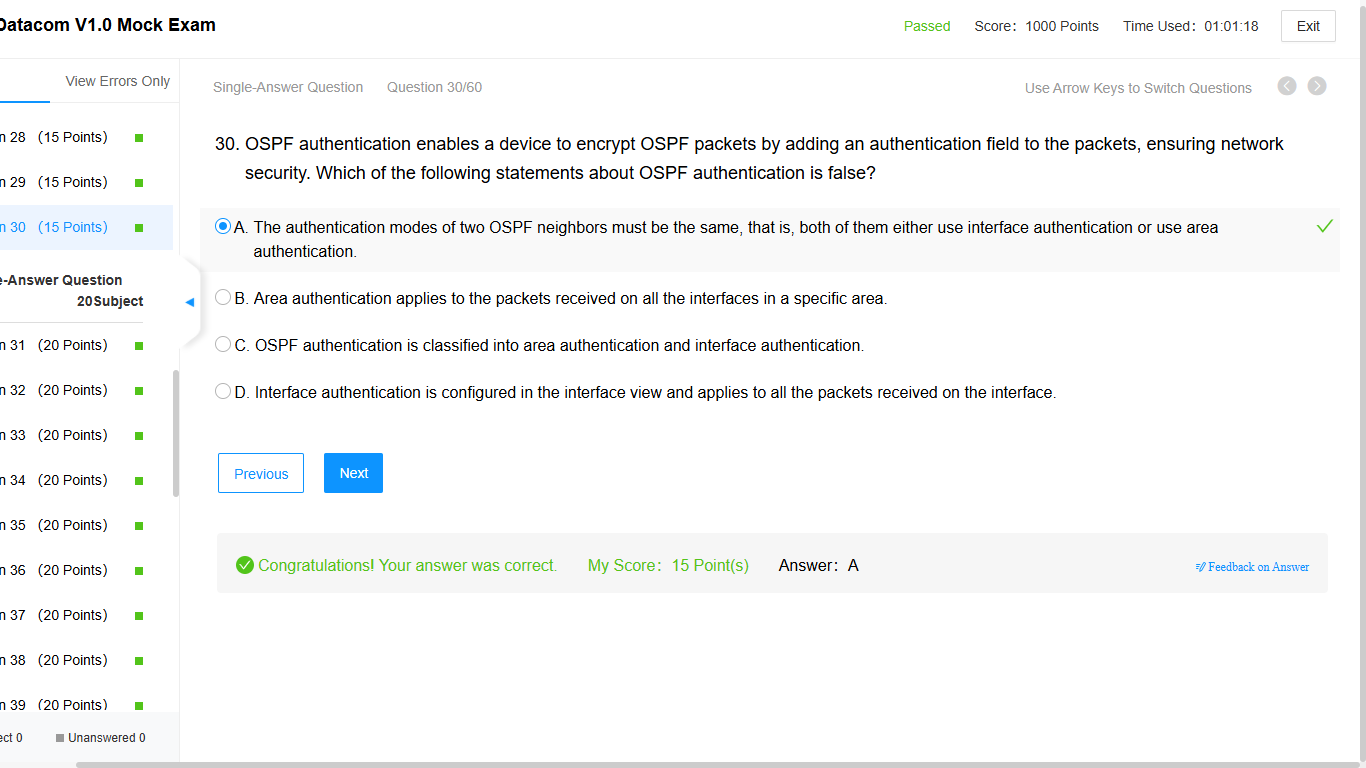 Datacom V1.0 Mock Exam
Passed Score: 1000 Points Time Used: 01:01:18 Exit
View Errors Only
Single-Answer Question Question 30/60 Use Arrow Keys to Switch Questions
n 28 (15 Points)
n 29 (15 Points)
n 30 (15 Points)
e-Answer Question
20Subject
n 31 (20 Points)
n 32 (20 Points)
n 33 (20 Points)
n 34 (20 Points)
n 35 (20 Points)
n 36 (20 Points)
n 37 (20 Points)
n 38 (20 Points)
n 39 (20 Points)
ect 0 Unanswered 0
30. OSPF authentication enables a device to encrypt OSPF packets by adding an authentication field to the packets, ensuring network
security. Which of the following statements about OSPF authentication is false?
A. The authentication modes of two OSPF neighbors must be the same, that is, both of them either use interface authentication or use area
authentication.
B. Area authentication applies to the packets received on all the interfaces in a specific area.
C. OSPF authentication is classified into area authentication and interface authentication.
D. Interface authentication is configured in the interface view and applies to all the packets received on the interface.
Previous Next
Congratulations! Your answer was correct. My Score: 15 Point(s) Answer: A Feedback on Answer